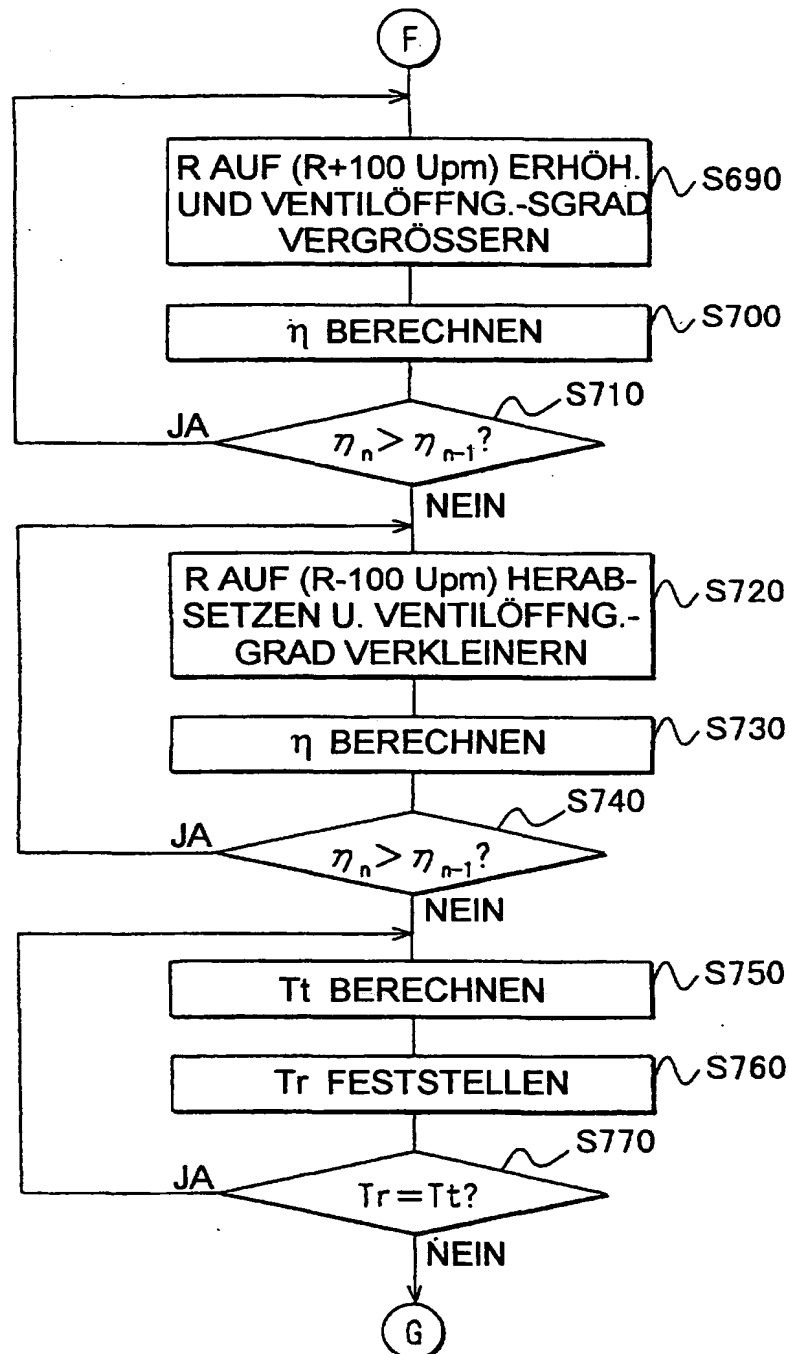 F
R AUF (R+100 Upm) ERHÖH.
UND VENTILÖFFNG.-SGRAD
VERGRÖSSERN
S690
η BERECHNEN
S700
S710
JA
ηn > ηn-1?
NEIN
R AUF (R-100 Upm) HERAB-
SETZEN U. VENTILÖFFNG.-
GRAD VERKLEINERN
S720
η BERECHNEN
S730
S740
JA
ηn > ηn-1?
NEIN
Tt BERECHNEN
S750
Tr FESTSTELLEN
S760
S770
JA
Tr=Tt?
NEIN
G